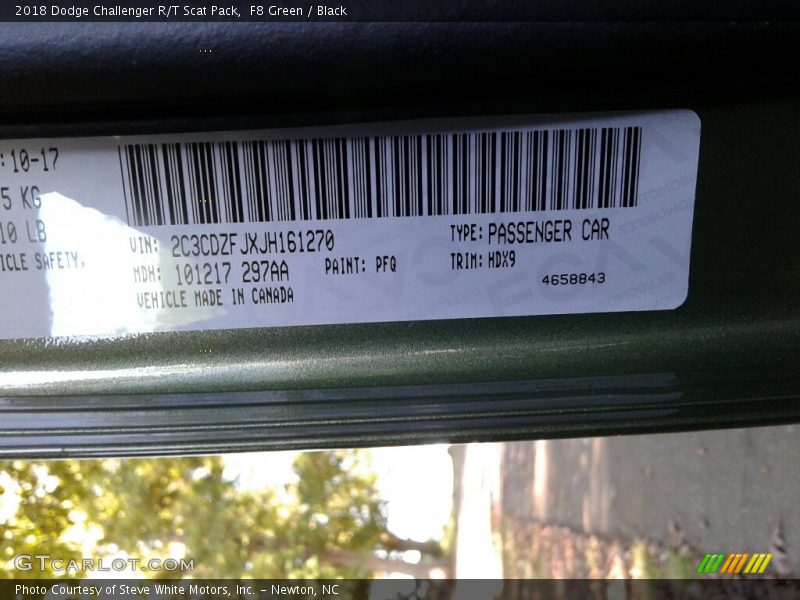 2018 Dodge Challenger R/T Scat Pack,  F8 Green / Black
:10-17
5 KG
10 LB
ICLE SAFETY.
VIN: 2C3CDZFJXJH161270
TYPE: PASSENGER CAR
MDH: 101217 297AA
PAINT: PFQ
TRIM: HDX9
VEHICLE MADE IN CANADA
4658843
GTCARLOT.COM
Photo Courtesy of Steve White Motors, Inc. – Newton, NC